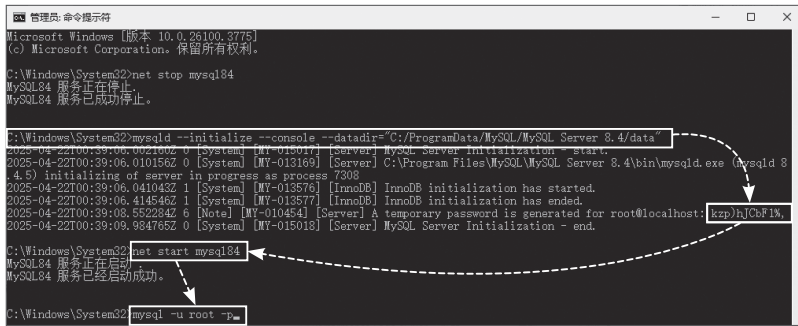 管理员: 命令提示符
Microsoft Windows [版本 10.0.26100.3775]
(c) Microsoft Corporation。保留所有权利。
C:\Windows\System32>net stop mysql84
MySQL84 服务正在停止.
MySQL84 服务已成功停止。
C:\Windows\System32>mysqld --initialize --console --datadir="C:/ProgramData/MySQL/MySQL Server 8.4/data"
2025-04-22T00:39:06.002160Z 0 [System] [MY-015017] [Server] MySQL Server Initialization - start.
2025-04-22T00:39:06.010156Z 0 [System] [MY-013169] [Server] C:\Program Files\MySQL\MySQL Server 8.4\bin\mysqld.exe (mysqld 8
.4.5) initializing of server in progress as process 7308
2025-04-22T00:39:06.041043Z 1 [System] [MY-013576] [InnoDB] InnoDB initialization has started.
2025-04-22T00:39:06.414546Z 1 [System] [MY-013577] [InnoDB] InnoDB initialization has ended.
2025-04-22T00:39:08.552284Z 6 [Note] [MY-010454] [Server] A temporary password is generated for root@localhost: kzp)hJCbF1%,
2025-04-22T00:39:09.984765Z 0 [System] [MY-015018] [Server] MySQL Server Initialization - end.
C:\Windows\System32>net start mysql84
MySQL84 服务正在启动 .
MySQL84 服务已经启动成功。
C:\Windows\System32>mysql -u root -p